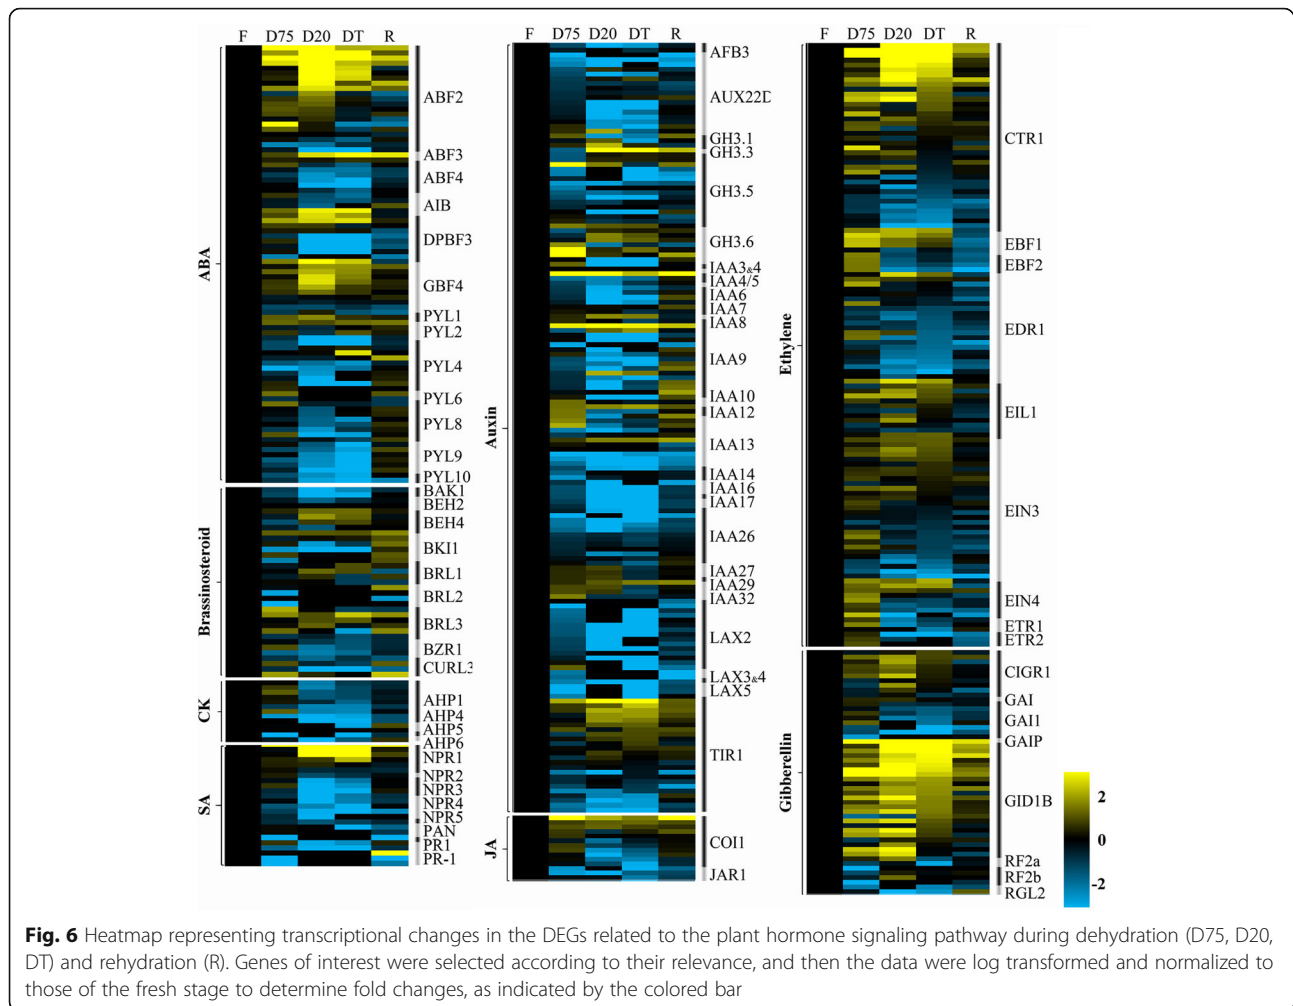 F D75 D20 DT R
ABA
ABF2
ABF3
ABF4
AIB
DPBF3
GBF4
PYL1
PYL2
PYL4
PYL6
PYL8
PYL9
PYL10
Brassinosteroid
BAK1
BEH2
BEH4
BKI1
BRL1
BRL2
BRL3
BZR1
CURL3
CK
AHP1
AHP4
AHP5
AHP6
SA
NPR1
NPR2
NPR3
NPR4
NPR5
PAN
PR1
PR-1
F D75 D20 DT R
Auxin
AFB3
AUX22D
GH3.1
GH3.3
GH3.5
GH3.6
IAA3&4
IAA4/5
IAA6
IAA7
IAA8
IAA9
IAA10
IAA12
IAA13
IAA14
IAA16
IAA17
IAA26
IAA27
IAA29
IAA32
LAX2
LAX3&4
LAX5
TIR1
JA
COI1
JAR1
F D75 D20 DT R
Ethylene
CTR1
EBF1
EBF2
EDR1
EIL1
EIN3
EIN4
ETR1
ETR2
Gibberellin
CIGR1
GAI
GAI1
GAIP
GID1B
RF2a
RF2b
RGL2
2
0
-2
Fig. 6 Heatmap representing transcriptional changes in the DEGs related to the plant hormone signaling pathway during dehydration (D75, D20,
DT) and rehydration (R). Genes of interest were selected according to their relevance, and then the data were log transformed and normalized to
those of the fresh stage to determine fold changes, as indicated by the colored bar